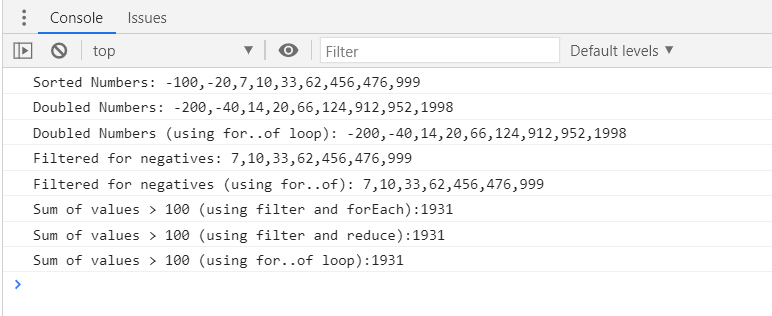 Console Issues
top Filter Default levels
Sorted Numbers: -100,-20,7,10,33,62,456,476,999
Doubled Numbers: -200,-40,14,20,66,124,912,952,1998
Doubled Numbers (using for..of loop): -200,-40,14,20,66,124,912,952,1998
Filtered for negatives: 7,10,33,62,456,476,999
Filtered for negatives (using for..of): 7,10,33,62,456,476,999
Sum of values > 100 (using filter and forEach):1931
Sum of values > 100 (using filter and reduce):1931
Sum of values > 100 (using for..of loop):1931